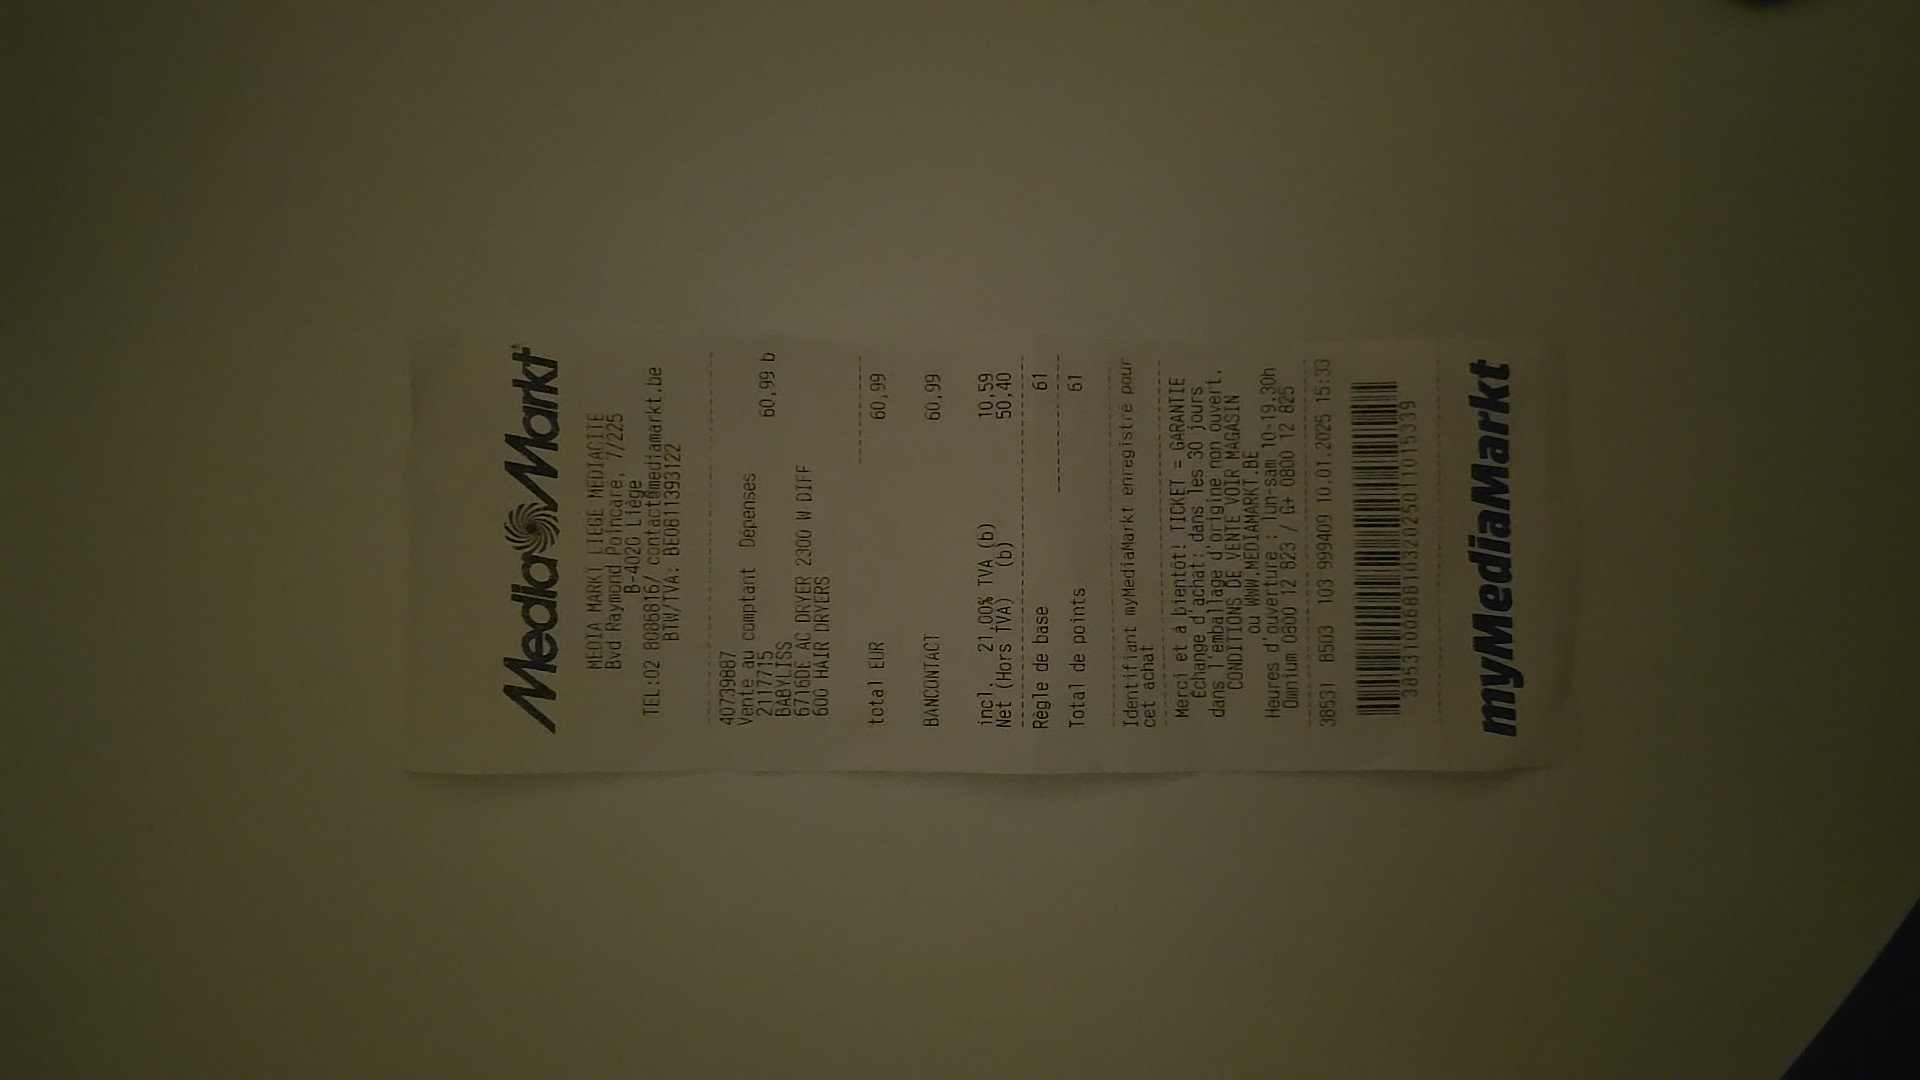 Media Markt
MEDIA MARKT LIEGE MEDIACITE
Bvd Raymond Poincaré, 7/225
B-4020 Liège
TEL:02 8086816/ contact@mediamarkt.be
BTW/TVA: BE0811393122
40739887
Vente au comptant Dépenses
2117715 60,99 b
BABYLISS
6716DE AC DRYER 2300 W DIFF
600 HAIR DRYERS
total EUR 60,99
BANCONTACT 60,99
incl. 21,00% TVA (b) 10,59
Net (Hors TVA) (b) 50,40
Règle de base 61
Total de points 61
Identifiant myMediaMarkt enregistré pour
cet achat
Merci et à bientôt! TICKET = GARANTIE
Echange d'achat: dans les 30 jours
dans l'emballage d'origine non ouvert.
CONDITIONS DE VENTE VOIR MAGASIN
ou WWW.MEDIAMARKT.BE
Heures d'ouverture : lun-sam 10-19.30h
Omnium 0800 12 823 / G+ 0800 12 825
38531 B503 103 999409 10.01.2025 15:33
myMediaMarkt